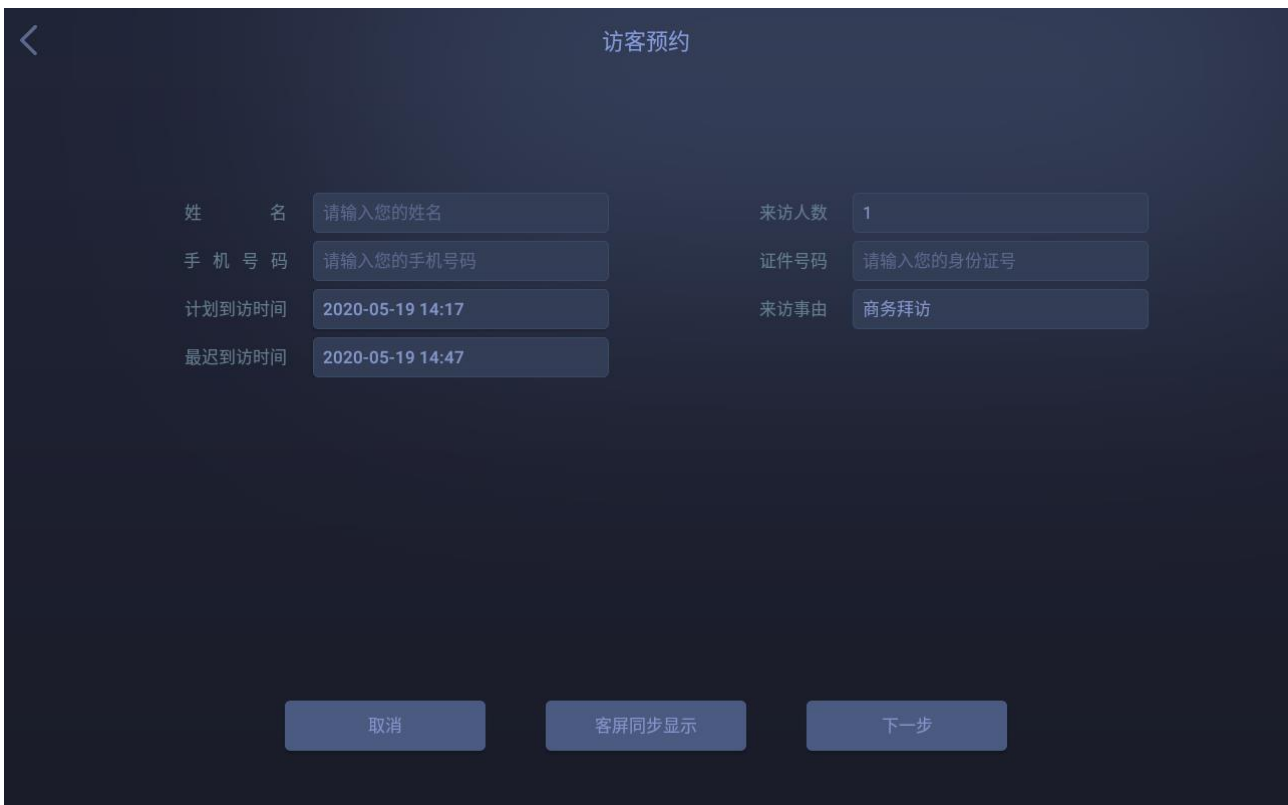 访客预约
姓 名 请输入您的姓名 来访人数 1
手机号码 请输入您的手机号码 证件号码 请输入您的身份证号
计划到访时间 2020-05-19 14:17 来访事由 商务拜访
最迟到访时间 2020-05-19 14:47
取消 客屏同步显示 下一步